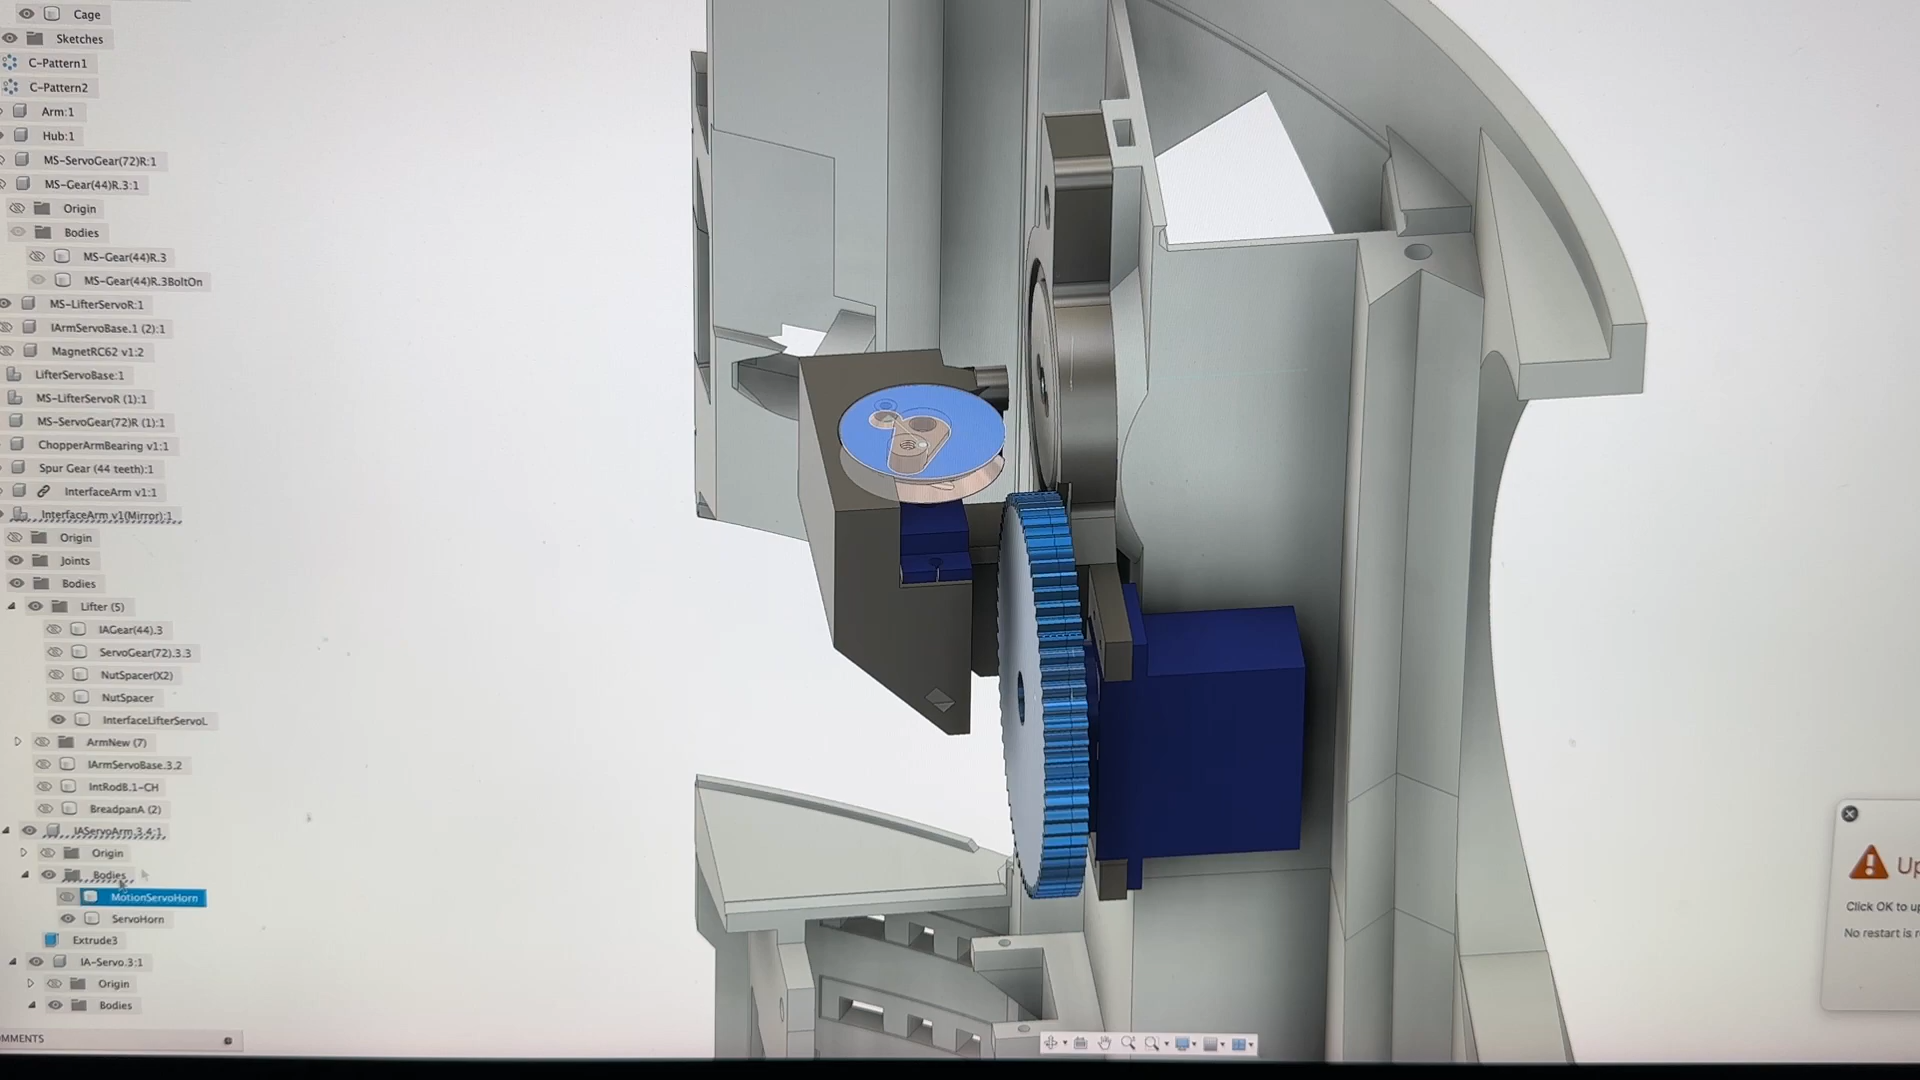 Cage
Sketches
C-Pattern1
C-Pattern2
Arm:1
Hub:1
MS-ServoGear(72)R:1
MS-Gear(44)R.3:1
Origin
Bodies
MS-Gear(44)R.3
MS-Gear(44)R.3BoltOn
MS-LifterServoR:1
IArmServoBase.1 (2):1
MagnetRC62 v1:2
LifterServoBase:1
MS-LifterServoR (1):1
MS-ServoGear(72)R (1):1
ChopperArmBearing v1:1
Spur Gear (44 teeth):1
InterfaceArm v1:1
InterfaceArm v1(Mirror):1
Origin
Joints
Bodies
Lifter (5)
IAGear(44).3
ServoGear(72).3.3
NutSpacer(X2)
NutSpacer
InterfaceLifterServoL
ArmNew (7)
IArmServoBase.3.2
IntRodB.1-CH
BreadpanA (2)
IAServoArm.3.4:1
Origin
Bodies
MotionServoHorn
ServoHorn
Extrude3
IA-Servo.3:1
Origin
Bodies
OMMENTS
Up
Click OK to up
No restart is r